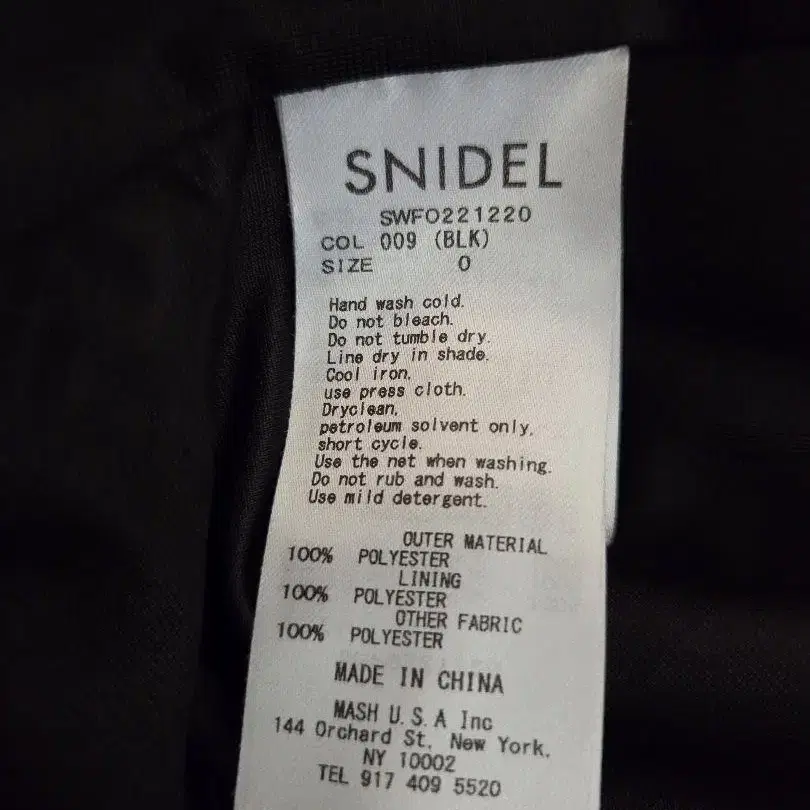 SNIDEL
SWFO221220
COL 009 (BLK)
SIZE 0
Hand wash cold.
Do not bleach.
Do not tumble dry.
Line dry in shade.
Cool iron,
use press cloth.
Dryclean,
petroleum solvent only,
short cycle.
Use the net when washing.
Do not rub and wash.
Use mild detergent.
OUTER MATERIAL
100% POLYESTER
LINING
100% POLYESTER
OTHER FABRIC
100% POLYESTER
MADE IN CHINA
MASH U.S.A Inc
144 Orchard St, New York,
NY 10002
TEL 917 409 5520